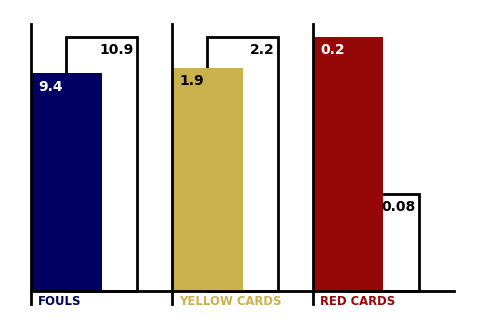 10.9
9.4
2.2
1.9
0.2
0.08
FOULS
YELLOW CARDS
RED CARDS